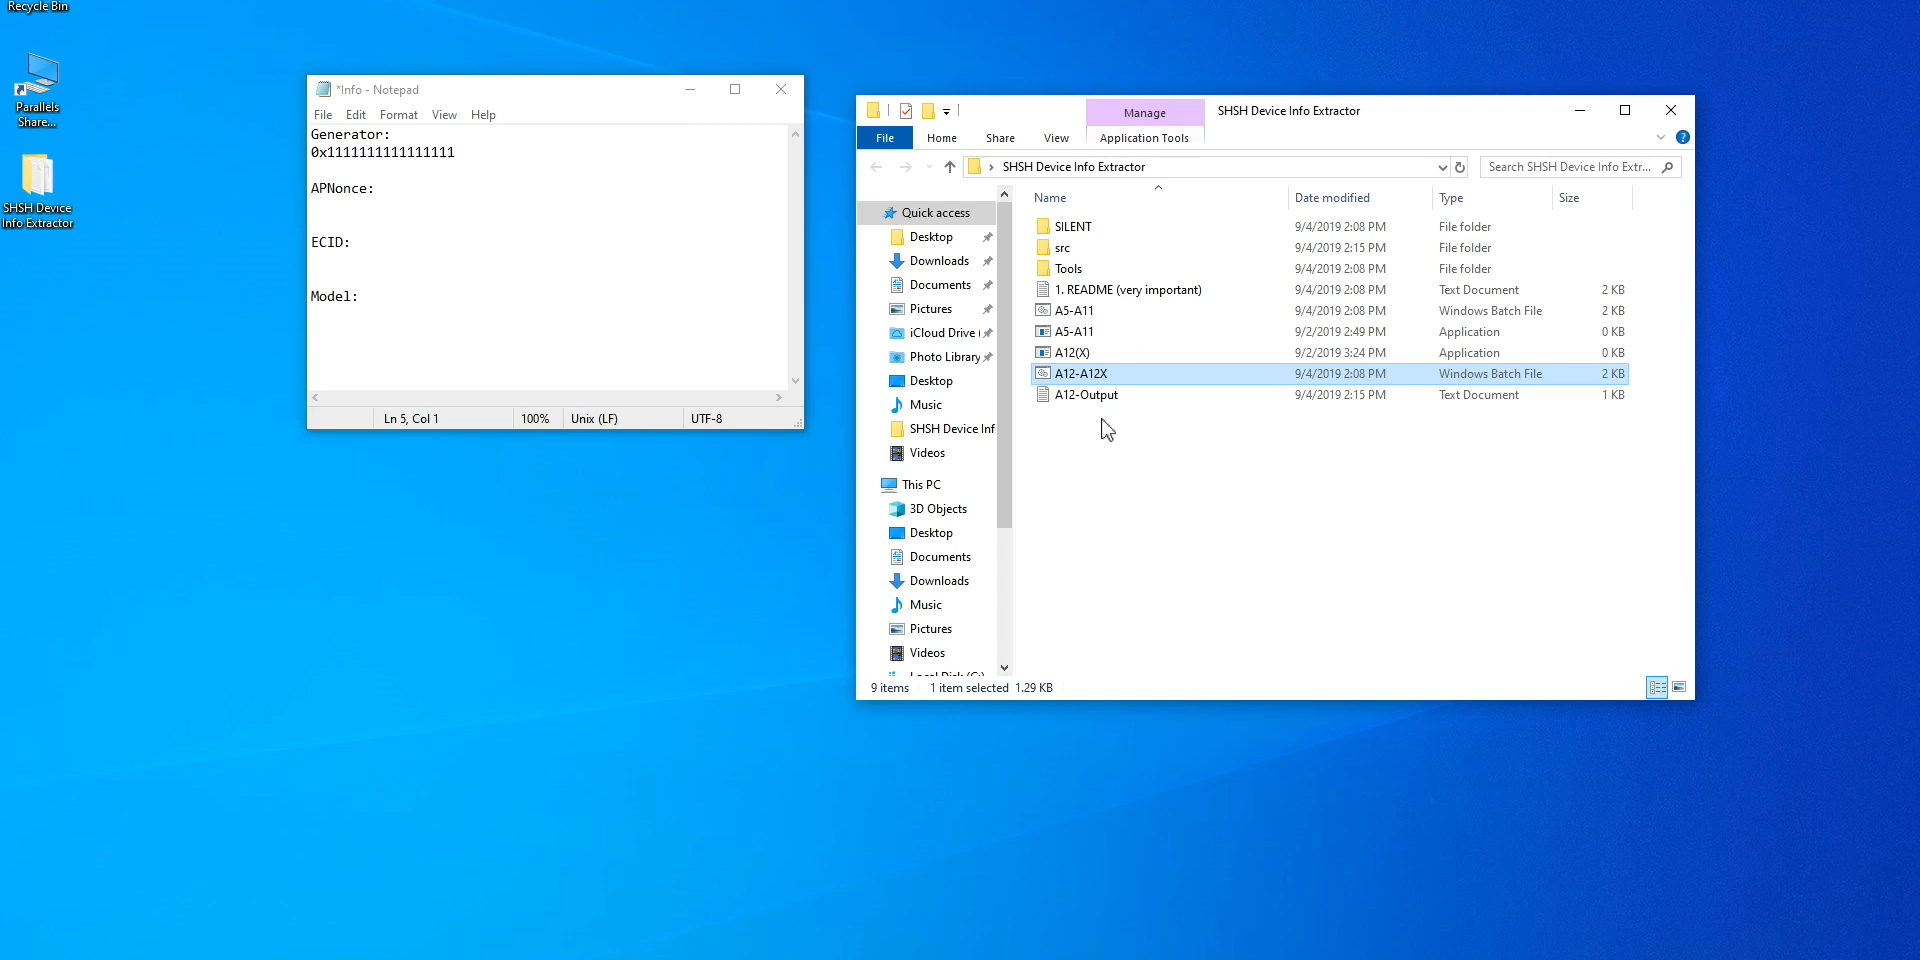 Recycle Bin
Parallels
Share...
SHSH Device
Info Extractor
*Info - Notepad
File Edit Format View Help
Generator:
0x1111111111111111
APNonce:
ECID:
Model:
Ln 5, Col 1 100% Unix (LF) UTF-8
Manage SHSH Device Info Extractor
File Home Share View Application Tools
SHSH Device Info Extractor Search SHSH Device Info Extr...
Name Date modified Type Size
Quick access
Desktop
Downloads
Documents
Pictures
iCloud Drive
Photo Library
Desktop
Music
SHSH Device Inf
Videos
This PC
3D Objects
Desktop
Documents
Downloads
Music
Pictures
Videos
SILENT 9/4/2019 2:08 PM File folder
src 9/4/2019 2:15 PM File folder
Tools 9/4/2019 2:08 PM File folder
1. README (very important) 9/4/2019 2:08 PM Text Document 2 KB
A5-A11 9/4/2019 2:08 PM Windows Batch File 2 KB
A5-A11 9/2/2019 2:49 PM Application 0 KB
A12(X) 9/2/2019 3:24 PM Application 0 KB
A12-A12X 9/4/2019 2:08 PM Windows Batch File 2 KB
A12-Output 9/4/2019 2:15 PM Text Document 1 KB
9 items 1 item selected 1.29 KB